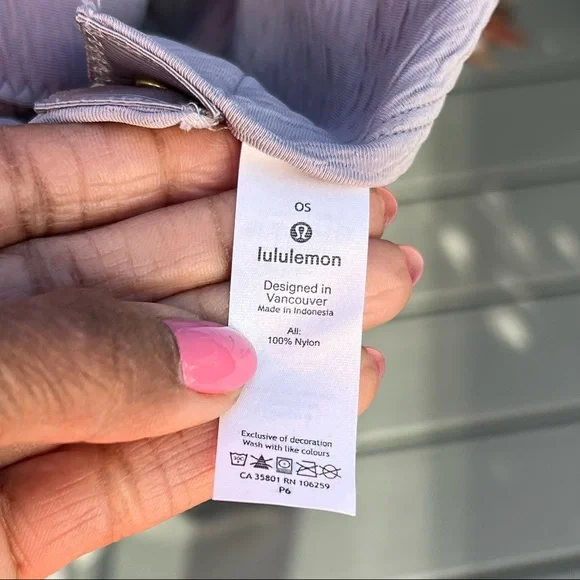 OS
lululemon
Designed in
Vancouver
Made in Indonesia
All:
100% Nylon
Exclusive of decoration
Wash with like colours
CA 35801 RN 106259
P6